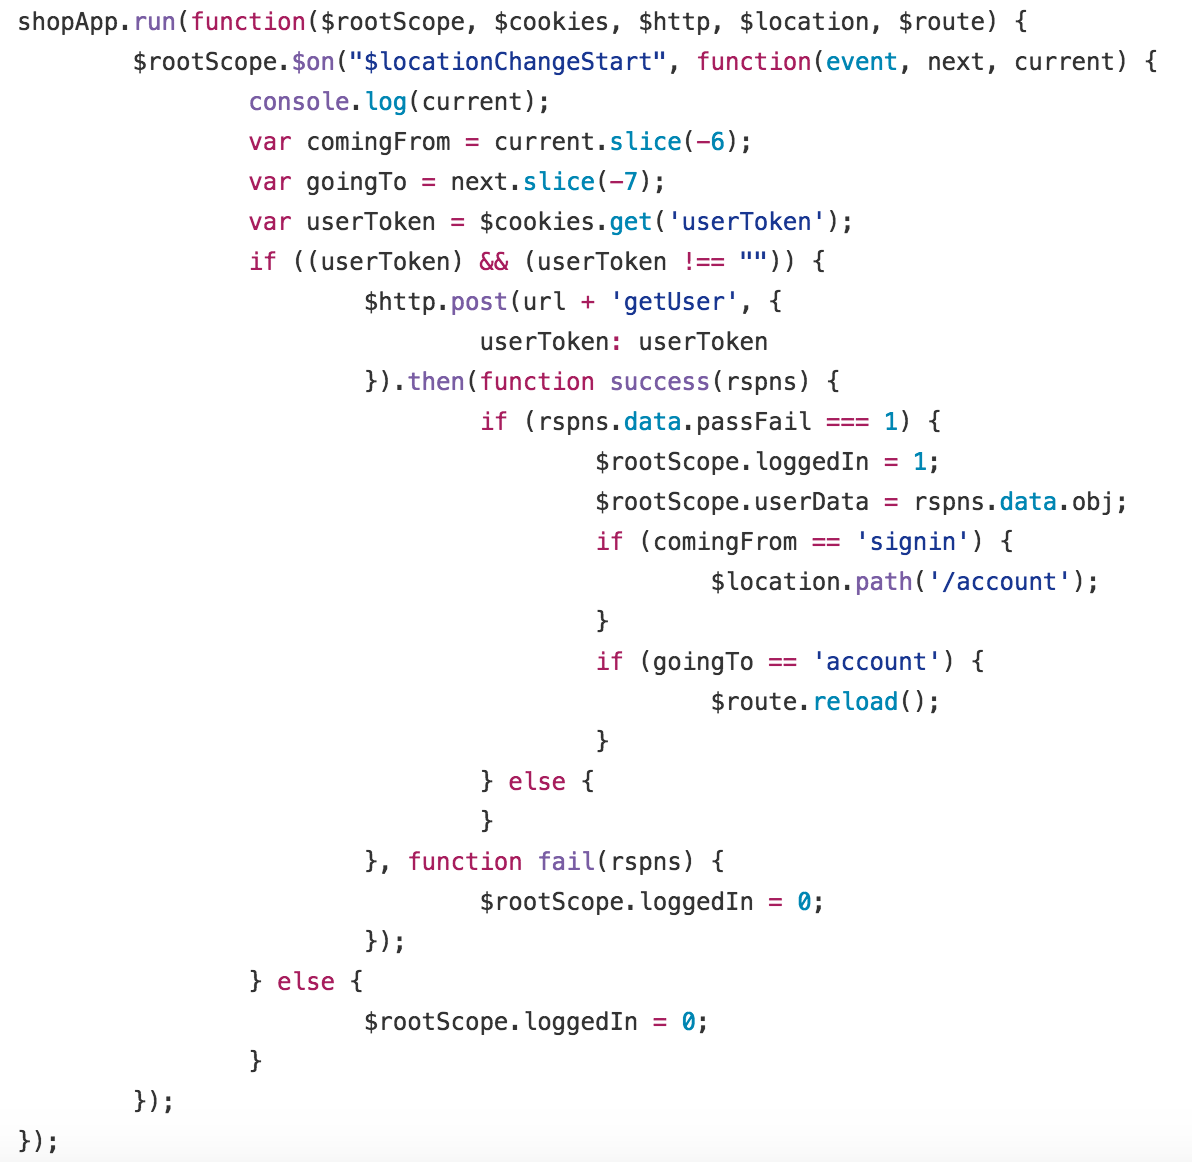 shopApp.run(function($rootScope, $cookies, $http, $location, $route) {
        $rootScope.$on("$locationChangeStart", function(event, next, current) {
                console.log(current);
                var comingFrom = current.slice(-6);
                var goingTo = next.slice(-7);
                var userToken = $cookies.get('userToken');
                if ((userToken) && (userToken !== "")) {
                        $http.post(url + 'getUser', {
                                userToken: userToken
                        }).then(function success(rspns) {
                                if (rspns.data.passFail === 1) {
                                        $rootScope.loggedIn = 1;
                                        $rootScope.userData = rspns.data.obj;
                                        if (comingFrom == 'signin') {
                                                $location.path('/account');
                                        }
                                        if (goingTo == 'account') {
                                                $route.reload();
                                        }
                                } else {
                                }
                        }, function fail(rspns) {
                                $rootScope.loggedIn = 0;
                        });
                } else {
                        $rootScope.loggedIn = 0;
                }
        });
});